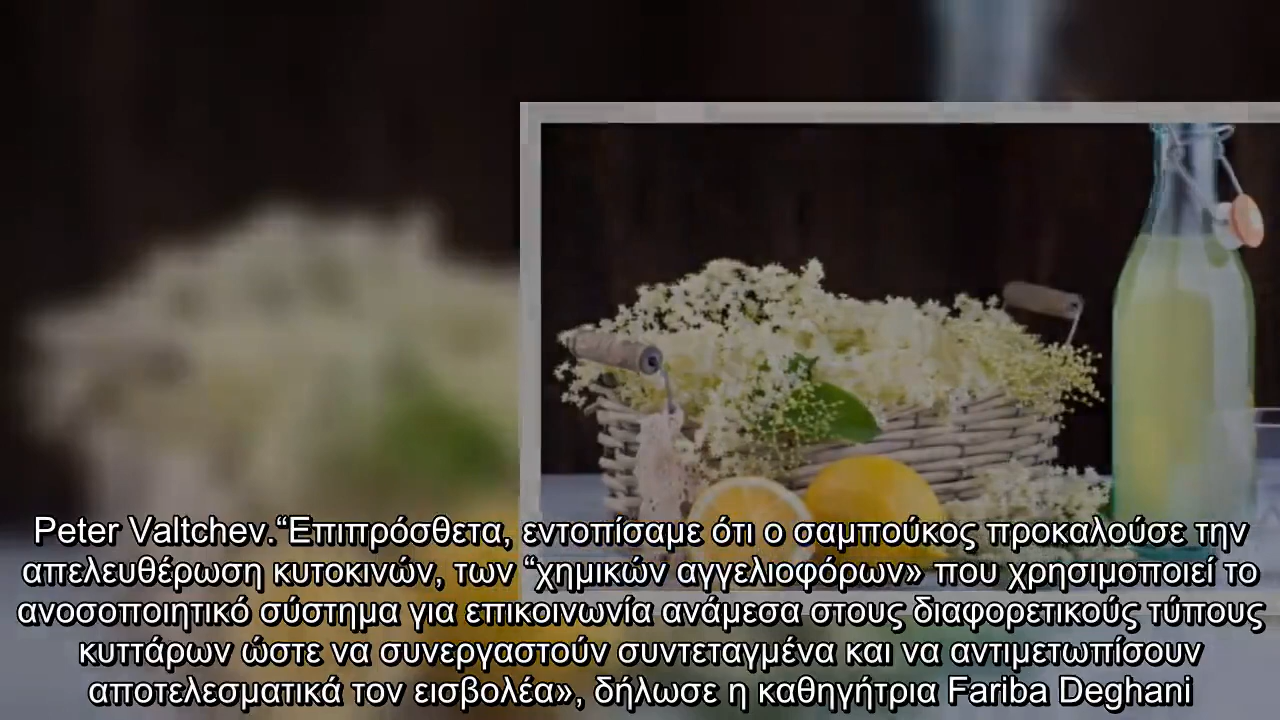 Peter Valtchev.“Επιπρόσθετα, εντοπίσαμε ότι ο σαμπούκος προκαλούσε την
απελευθέρωση κυτοκινών, των “χημικών αγγελιοφόρων» που χρησιμοποιεί το
ανοσοποιητικό σύστημα για επικοινωνία ανάμεσα στους διαφορετικούς τύπους
κυττάρων ώστε να συνεργαστούν συντεταγμένα και να αντιμετωπίσουν
αποτελεσματικά τον εισβολέα», δήλωσε η καθηγήτρια Fariba Deghani